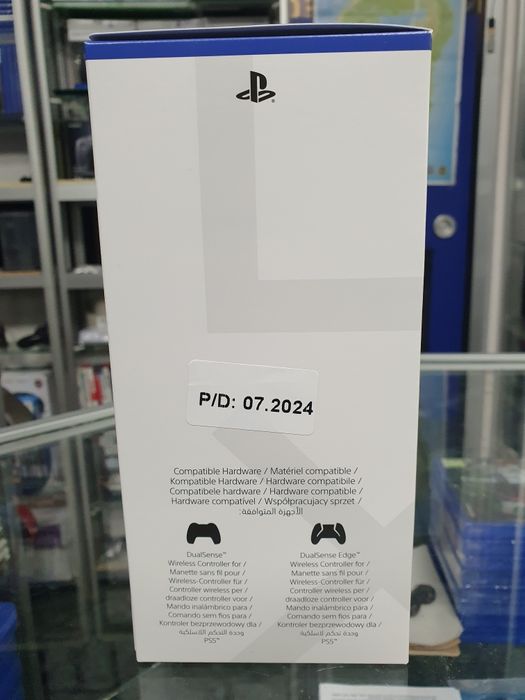 P/D: 07.2024
Compatible Hardware / Matériel compatible /
Kompatible Hardware / Hardware compatibile /
Compatibele hardware / Hardware compatible /
Hardware compatível / Współpracujący sprzęt /
الأجهزة المتوافقة:
DualSense™
Wireless Controller for /
Manette sans fil pour /
Wireless-Controller für /
Controller wireless per /
draadloze controller voor /
Mando inalámbrico para /
Comando sem fios para /
Kontroler bezprzewodowy dla /
وحدة التحكم اللاسلكية
PS5™
DualSense Edge™
Wireless Controller for /
Manette sans fil pour /
Wireless-Controller für /
Controller wireless per /
draadloze controller voor /
Mando inalámbrico para /
Comando sem fios para /
Kontroler bezprzewodowy dla /
وحدة تحكم لاسلكية
PS5™